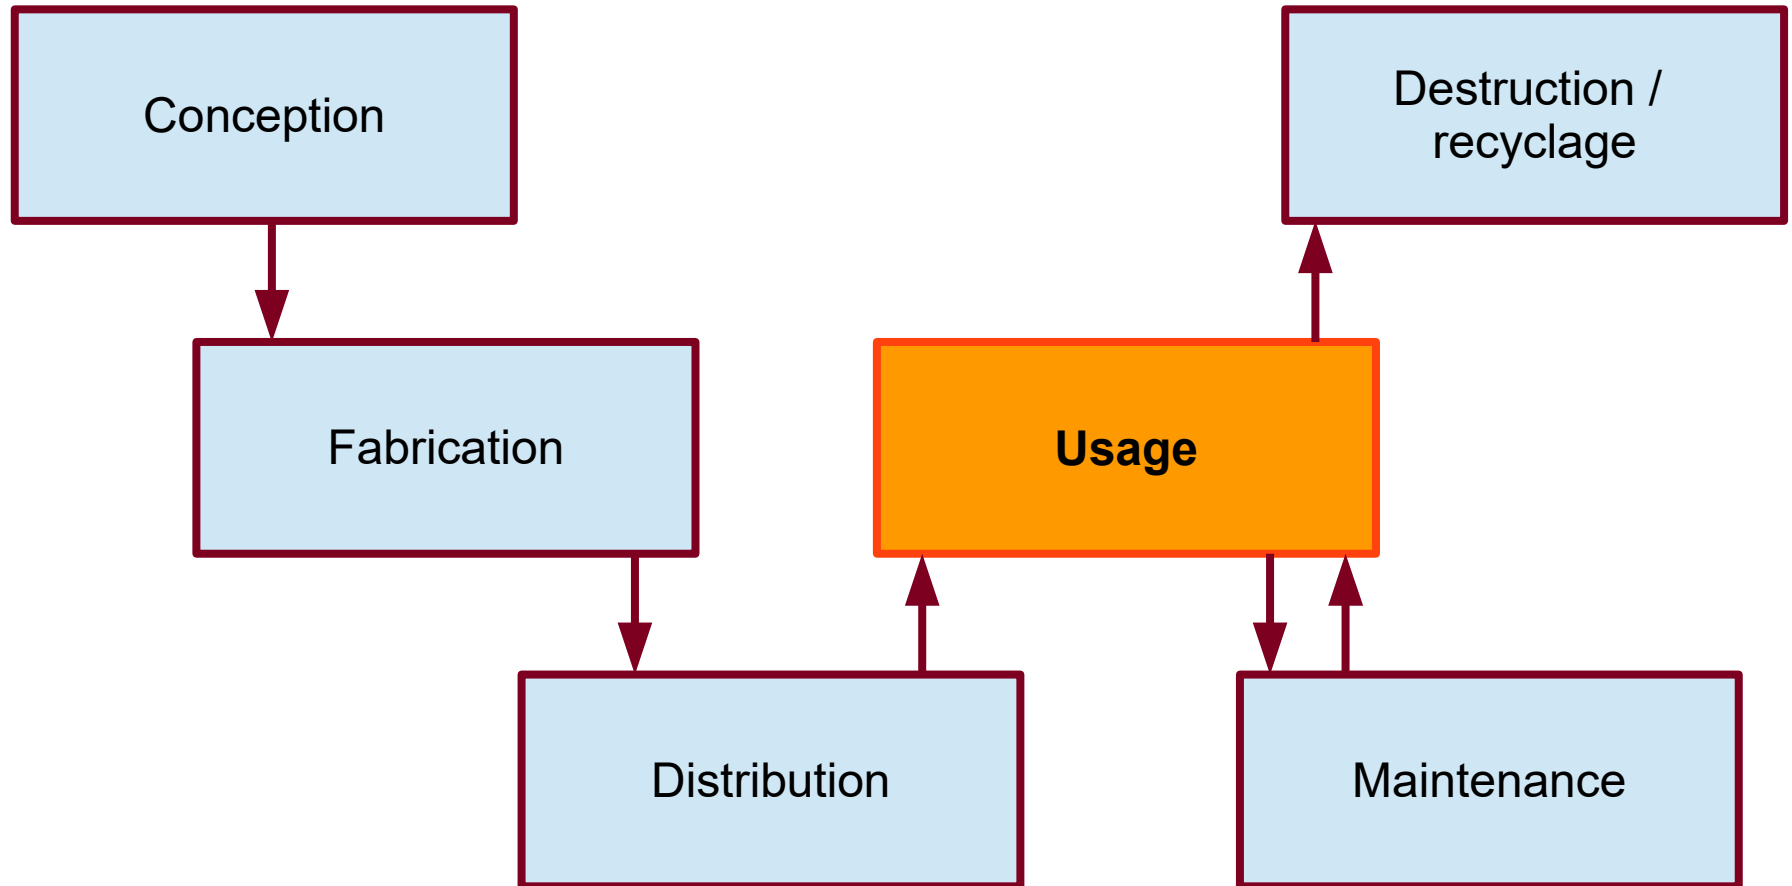 Conception
Destruction /
recyclage
Fabrication
Usage
Distribution
Maintenance